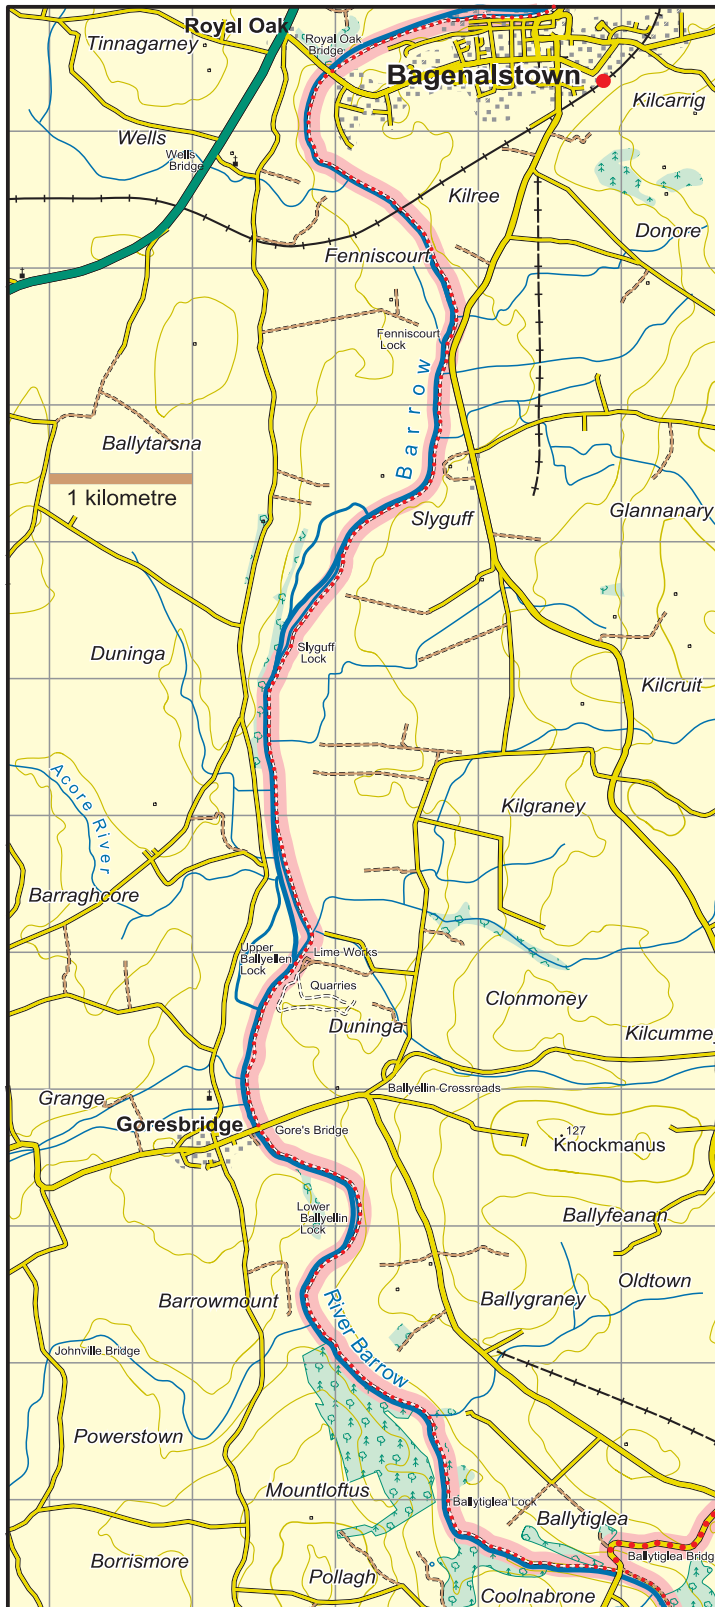 Royal Oak
Tinnagarney
Royal Oak
Bridge
Bagenalstown
Kilcarrig
Wells
Wells
Bridge
Kilree
Donore
Fenniscourt
Fenniscourt
Lock
Barrow
Ballytarsna
1 kilometre
Slyguff
Glannanary
Slyguff
Lock
Duninga
Kilcruit
Acore River
Kilgraney
Barraghcore
Upper
Ballyellen
Lock
Lime Works
Quarries
Clonmoney
Duninga
Kilcummey
Grange
Ballyellin Crossroads
Goresbridge
Gore's Bridge
127
Knockmanus
Lower
Ballyellin
Lock
Ballyfeanan
Oldtown
Barrowmount
Ballygraney
River Barrow
Johnville Bridge
Powerstown
Mountloftus
Ballytiglea Lock
Ballytiglea
Borrismore
Ballytiglea Bridg
Pollagh
Coolnabrone